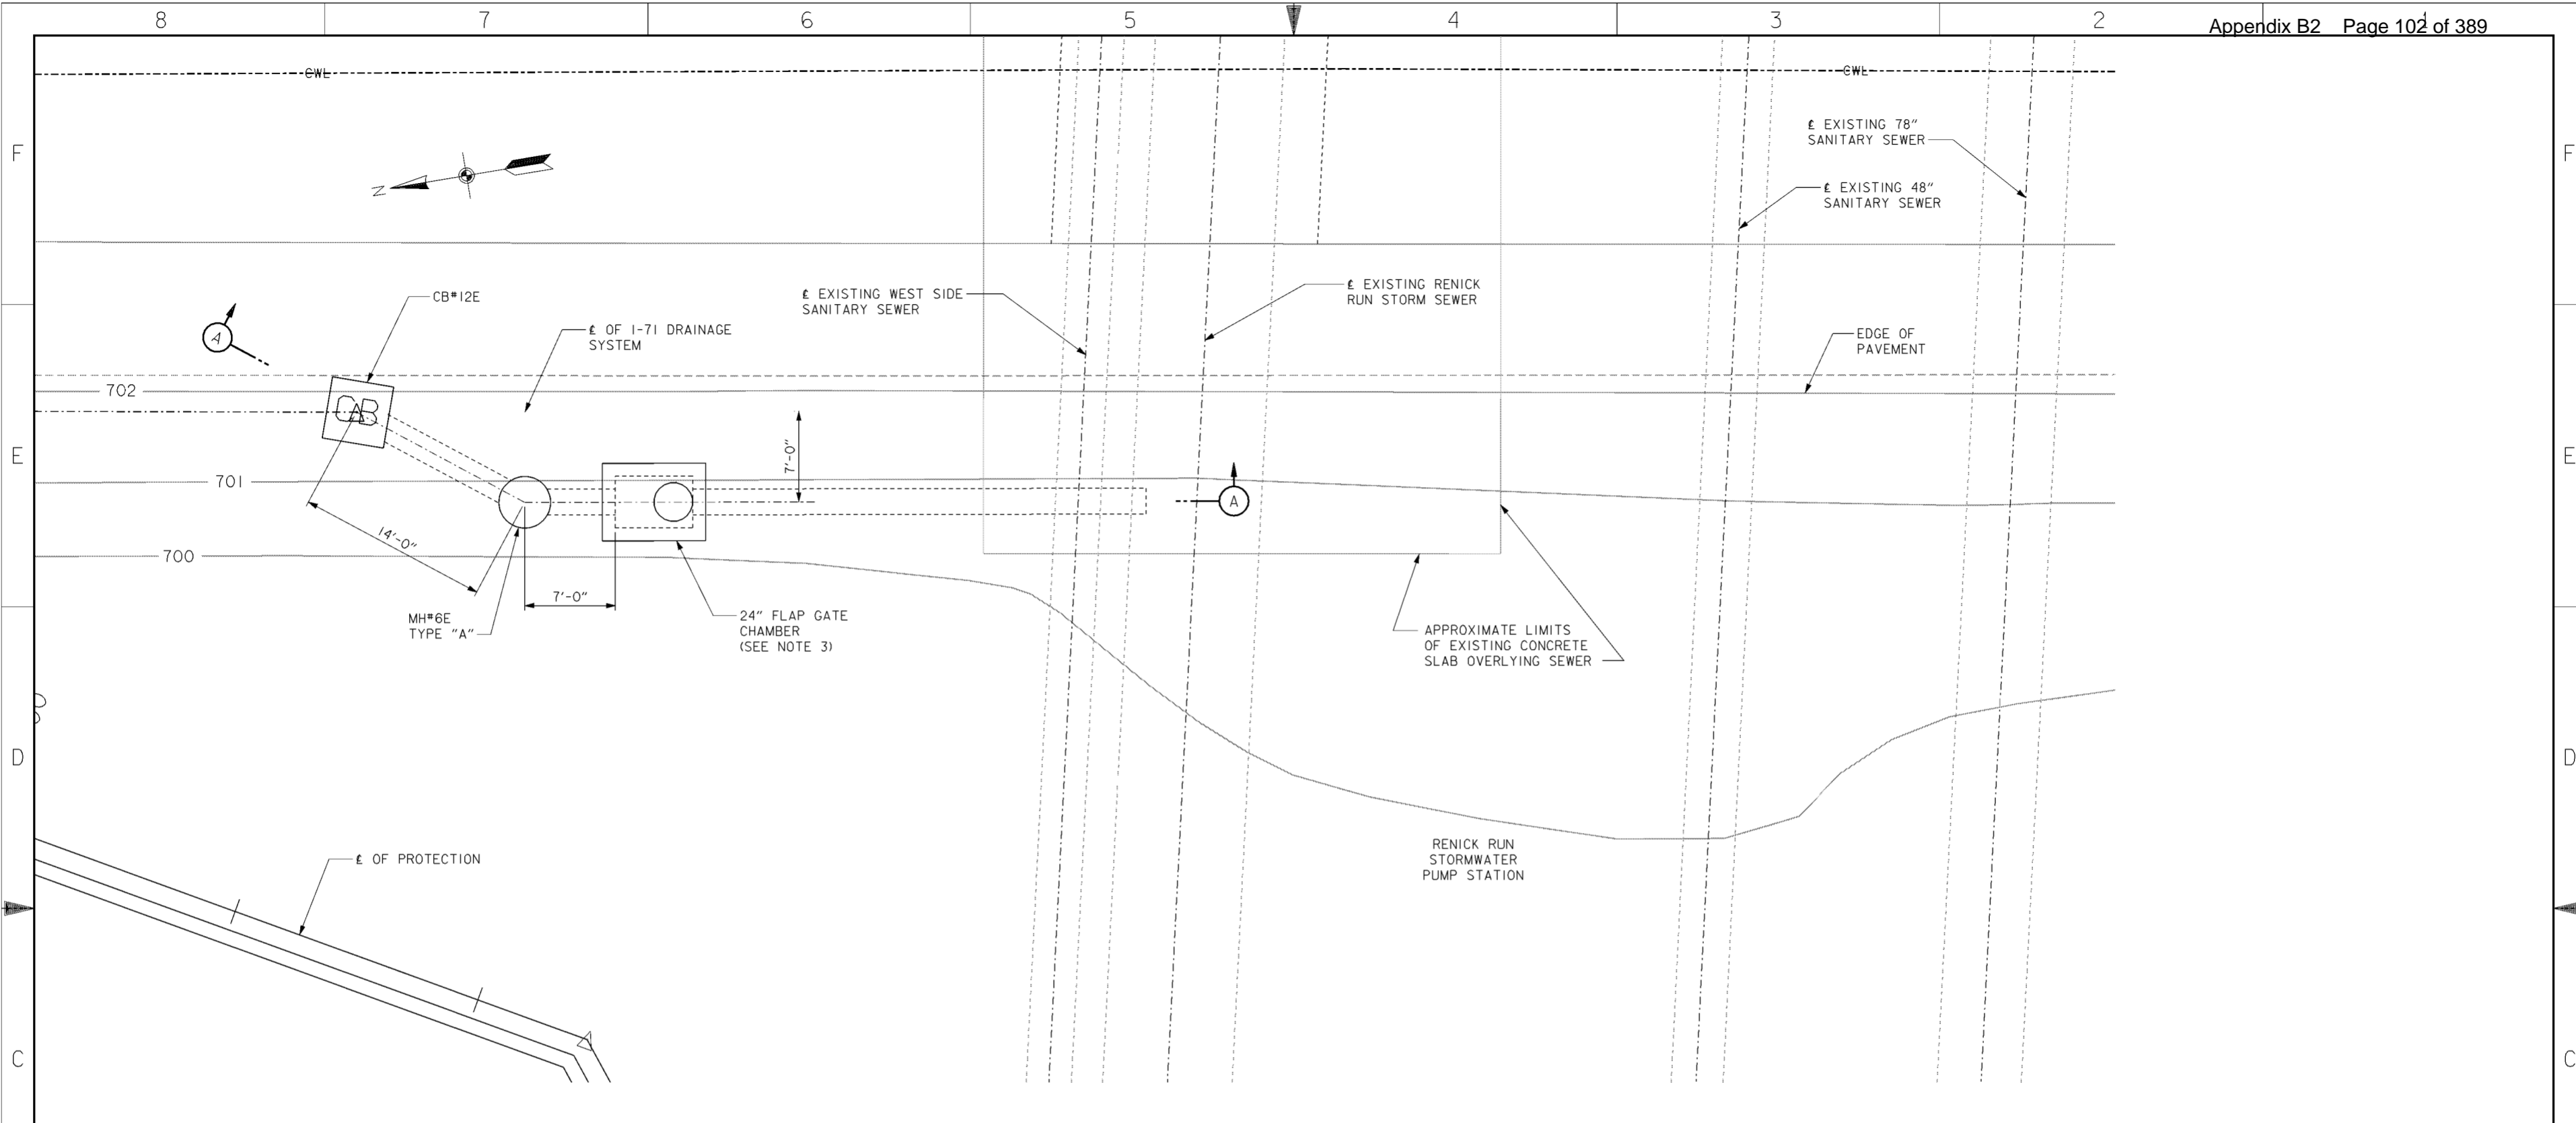 8 7 6 5 4 3 2 1
Appendix B2 Page 102 of 389
CWL CWL
F F
N
₠ EXISTING 78"
SANITARY SEWER
₠ EXISTING 48"
SANITARY SEWER
CB#12E
₠ EXISTING WEST SIDE
SANITARY SEWER
₠ EXISTING RENICK
RUN STORM SEWER
₠ OF I-71 DRAINAGE
SYSTEM
A
EDGE OF
PAVEMENT
702
CB
7'-0"
E E
701
A
14'-0"
700
7'-0"
MH#6E
TYPE "A"
24" FLAP GATE
CHAMBER
(SEE NOTE 3)
APPROXIMATE LIMITS
OF EXISTING CONCRETE
SLAB OVERLYING SEWER
D D
RENICK RUN
STORMWATER
PUMP STATION
₠ OF PROTECTION
C C